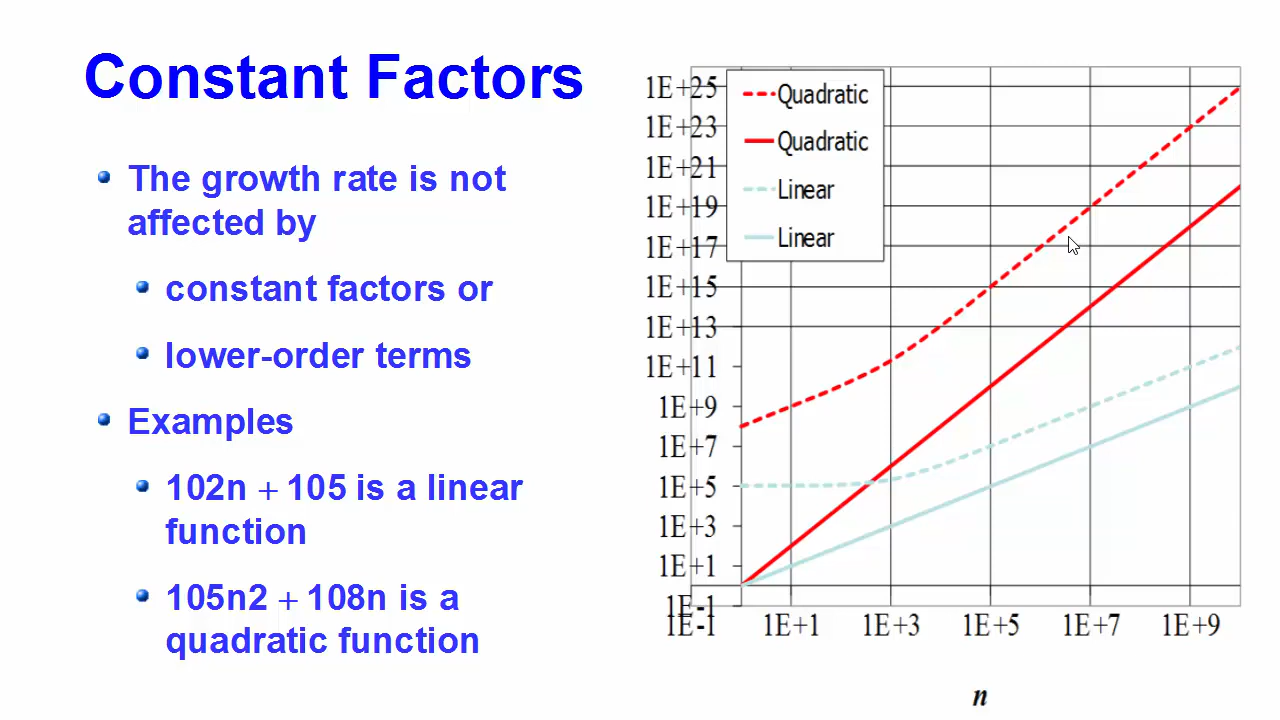 Constant Factors
The growth rate is not
affected by
constant factors or
lower-order terms
Examples
102n + 105 is a linear
function
105n2 + 108n is a
quadratic function
1E+25
1E+23
1E+21
1E+19
1E+17
1E+15
1E+13
1E+11
1E+9
1E+7
1E+5
1E+3
1E+1
1E-1
Quadratic
Quadratic
Linear
Linear
1E-1 1E+1 1E+3 1E+5 1E+7 1E+9
n